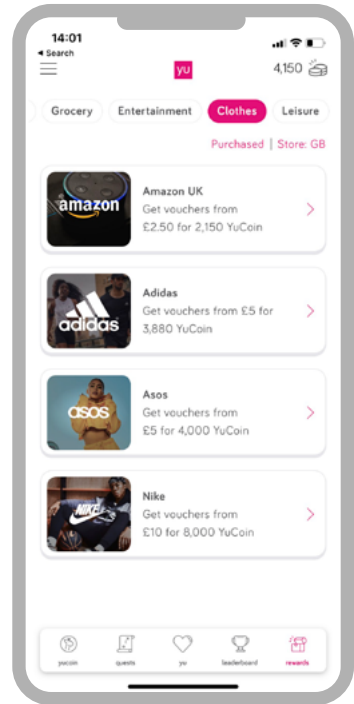 14:01
Search
yu
4,150
Grocery Entertainment Clothes Leisure
Purchased | Store: GB
amazon
Amazon UK
Get vouchers from
£2.50 for 2,150 YuCoin
adidas
Adidas
Get vouchers from £5 for
3,880 YuCoin
asos
Asos
Get vouchers from
£5 for 4,000 YuCoin
NIKE
Nike
Get vouchers from
£10 for 8,000 YuCoin
yucoin quests yu leaderboard rewards